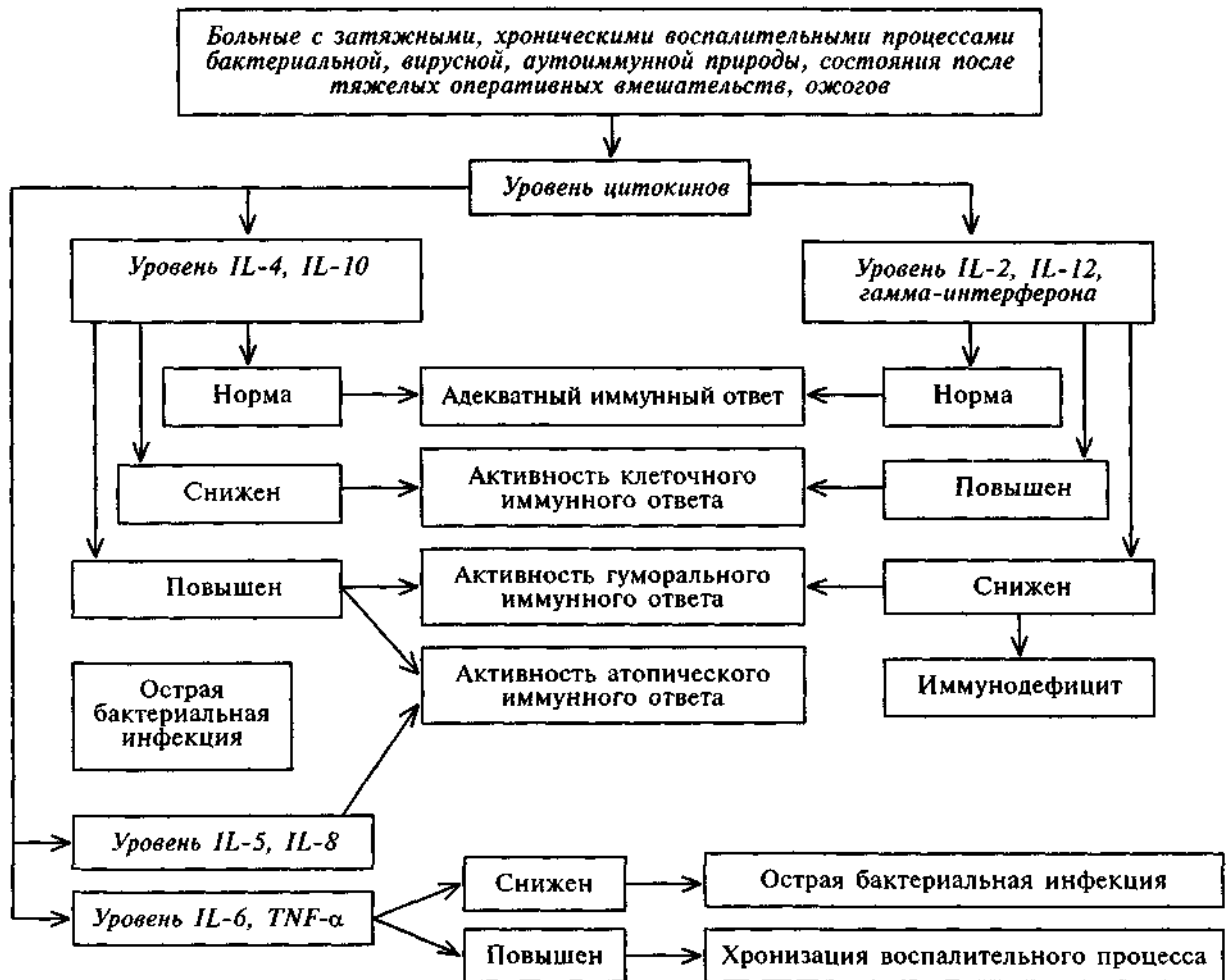 Больные с затяжными, хроническими воспалительными процессами
бактериальной, вирусной, аутоиммунной природы, состояния после
тяжелых оперативных вмешательств, ожогов
Уровень цитокинов
Уровень IL-4, IL-10
Уровень IL-2, IL-12,
гамма-интерферона
Норма
Адекватный иммунный ответ
Норма
Снижен
Активность клеточного
иммунного ответа
Повышен
Повышен
Активность гуморального
иммунного ответа
Снижен
Острая
бактериальная
инфекция
Активность атопического
иммунного ответа
Иммунодефицит
Уровень IL-5, IL-8
Уровень IL-6, TNF-α
Снижен
Острая бактериальная инфекция
Повышен
Хронизация воспалительного процесса